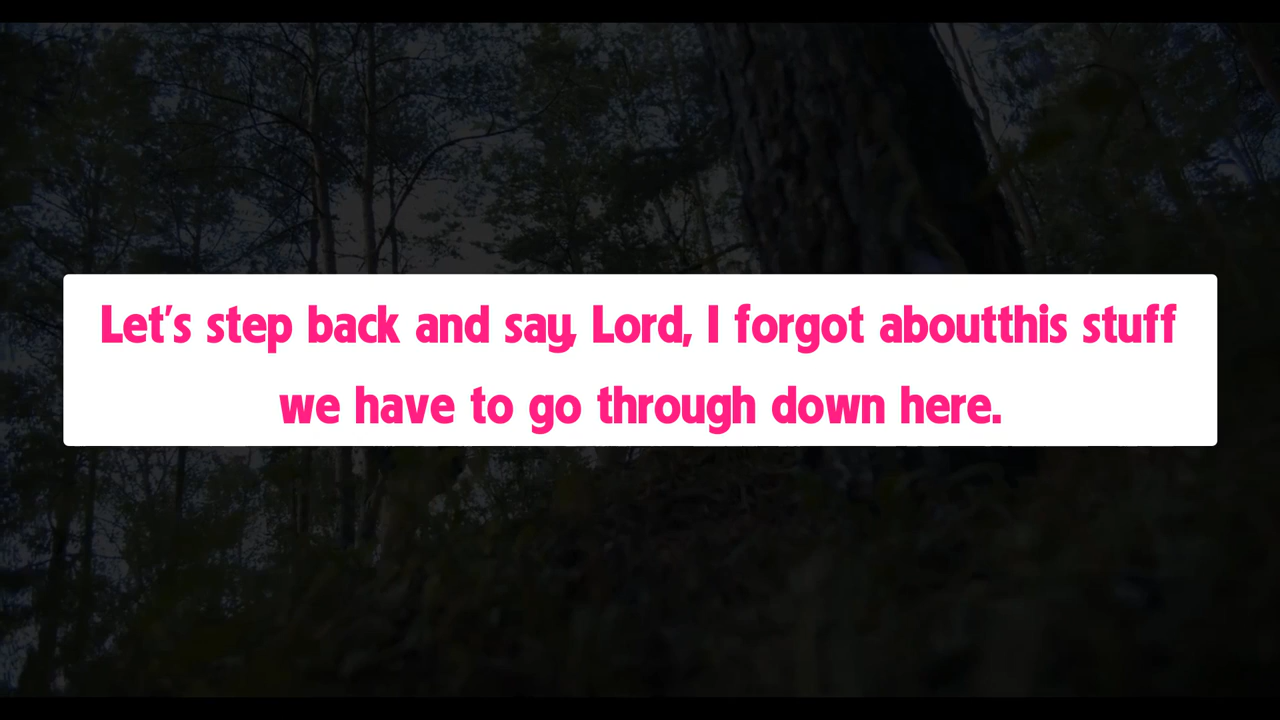 Let's step back and say, Lord, I forgot aboutthis stuff
we have to go through down here.